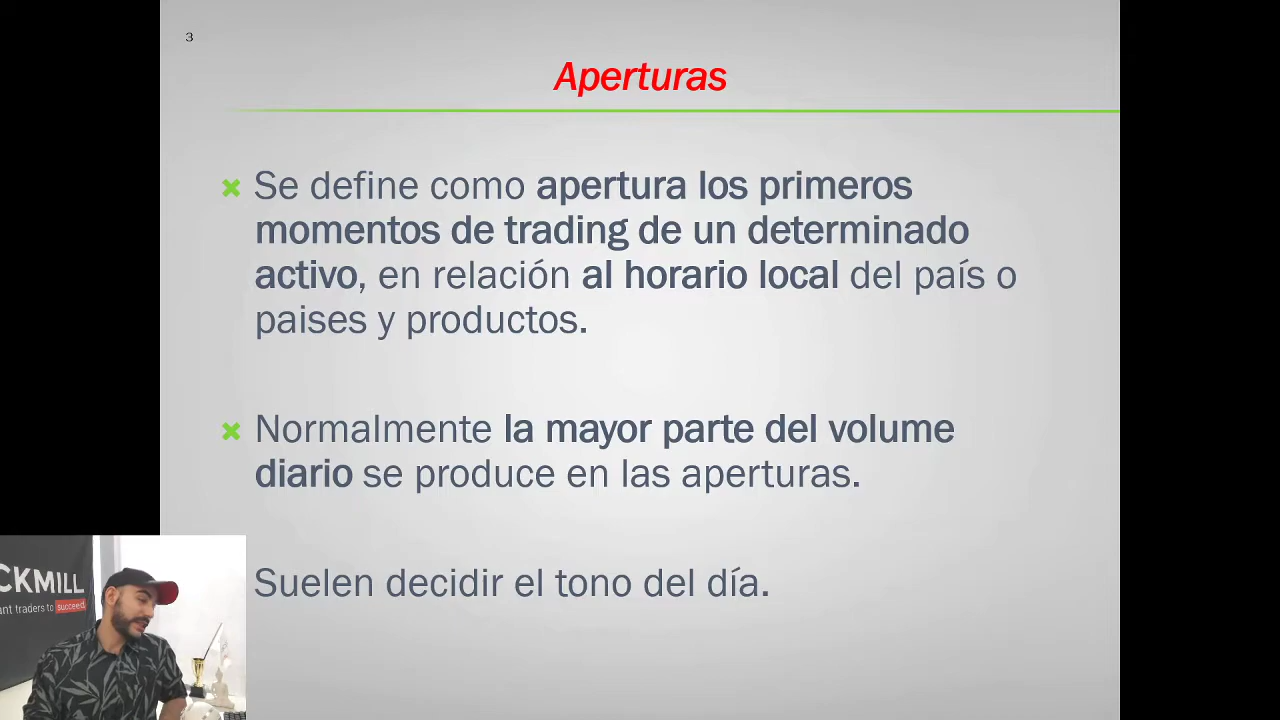 3
Aperturas
Se define como apertura los primeros
momentos de trading de un determinado
activo, en relación al horario local del país o
paises y productos.
Normalmente la mayor parte del volume
diario se produce en las aperturas.
Suelen decidir el tono del día.
CKMILL
ant traders to succeed